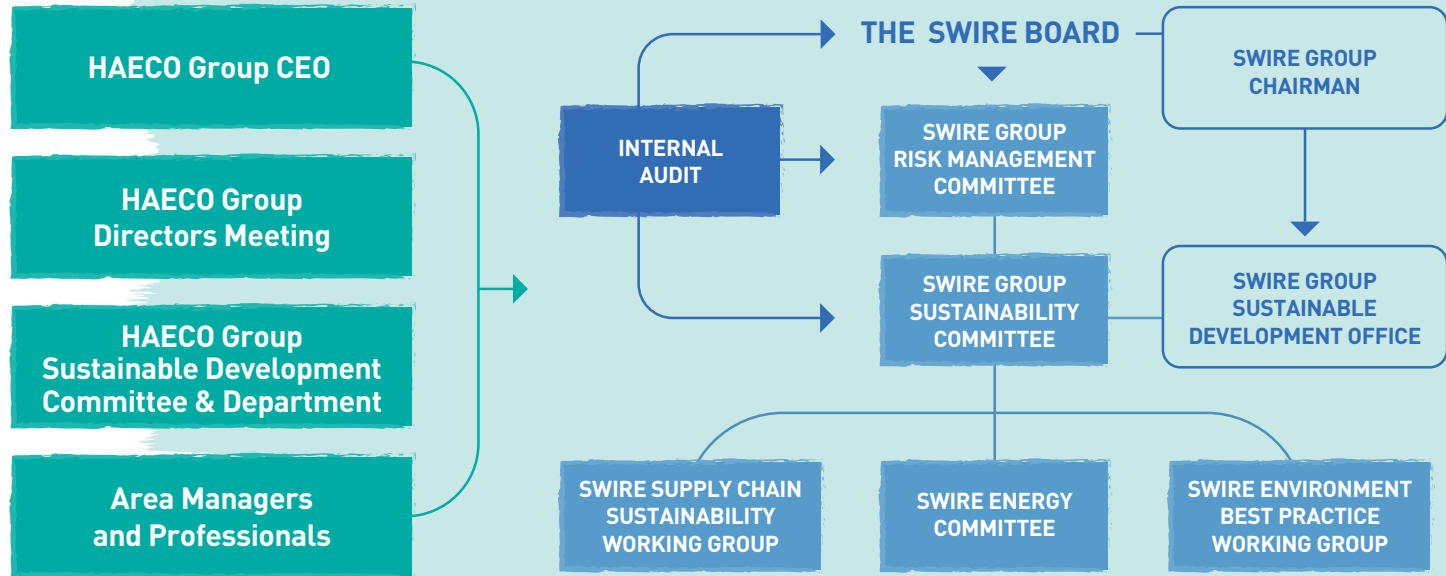 HAECO Group CEO
HAECO Group
Directors Meeting
HAECO Group
Sustainable Development
Committee & Department
Area Managers
and Professionals
THE SWIRE BOARD
SWIRE GROUP
CHAIRMAN
INTERNAL
AUDIT
SWIRE GROUP
RISK MANAGEMENT
COMMITTEE
SWIRE GROUP
SUSTAINABILITY
COMMITTEE
SWIRE GROUP
SUSTAINABLE
DEVELOPMENT OFFICE
SWIRE SUPPLY CHAIN
SUSTAINABILITY
WORKING GROUP
SWIRE ENERGY
COMMITTEE
SWIRE ENVIRONMENT
BEST PRACTICE
WORKING GROUP